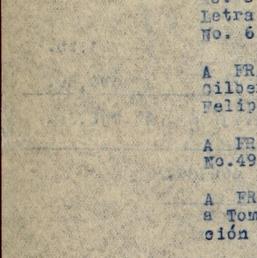 Letra
No. 6
A FR
Gilbe
Felip
A FR
No.49
A FR
a Tom
ción